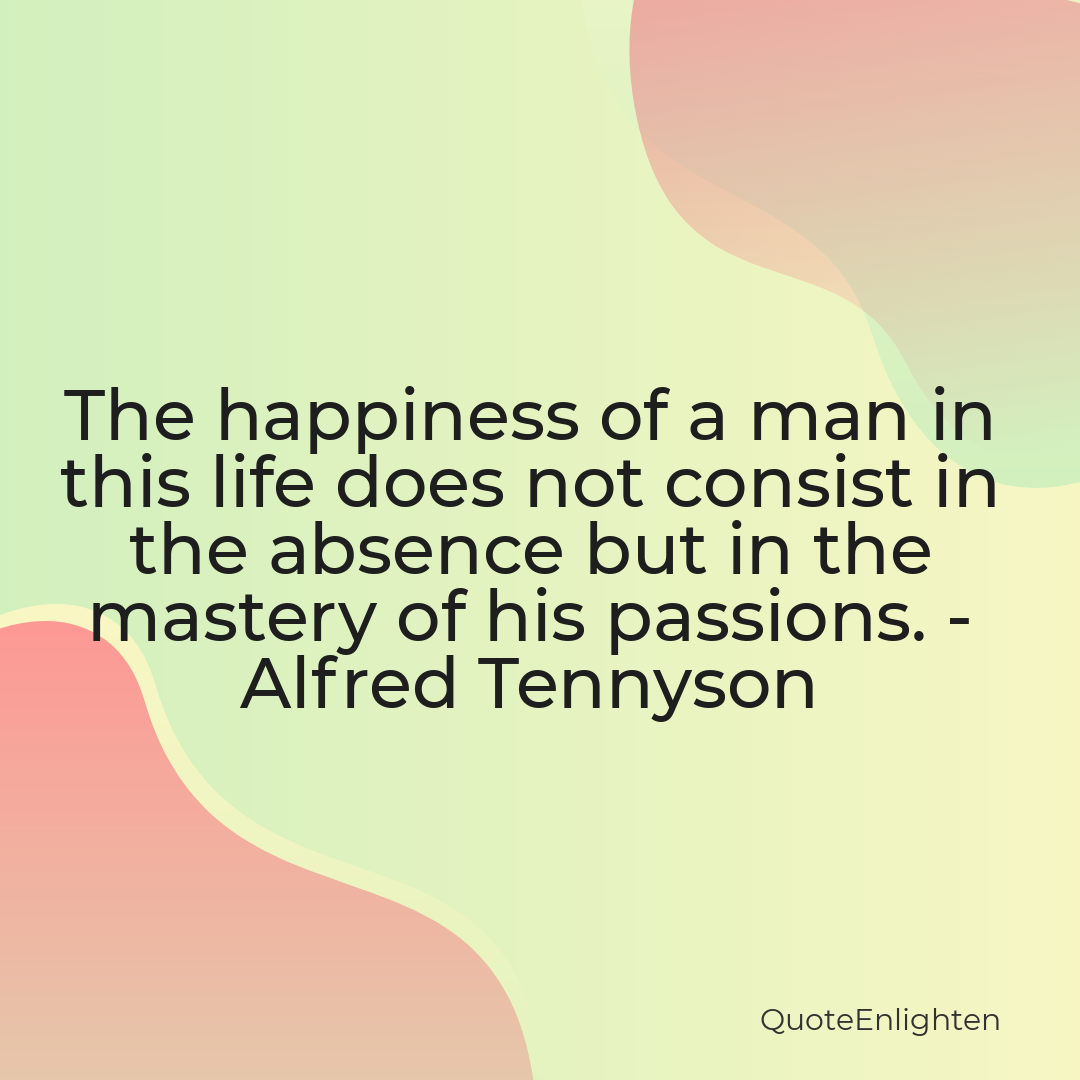 The happiness of a man in
this life does not consist in
the absence but in the
mastery of his passions. -
Alfred Tennyson
QuoteEnlighten